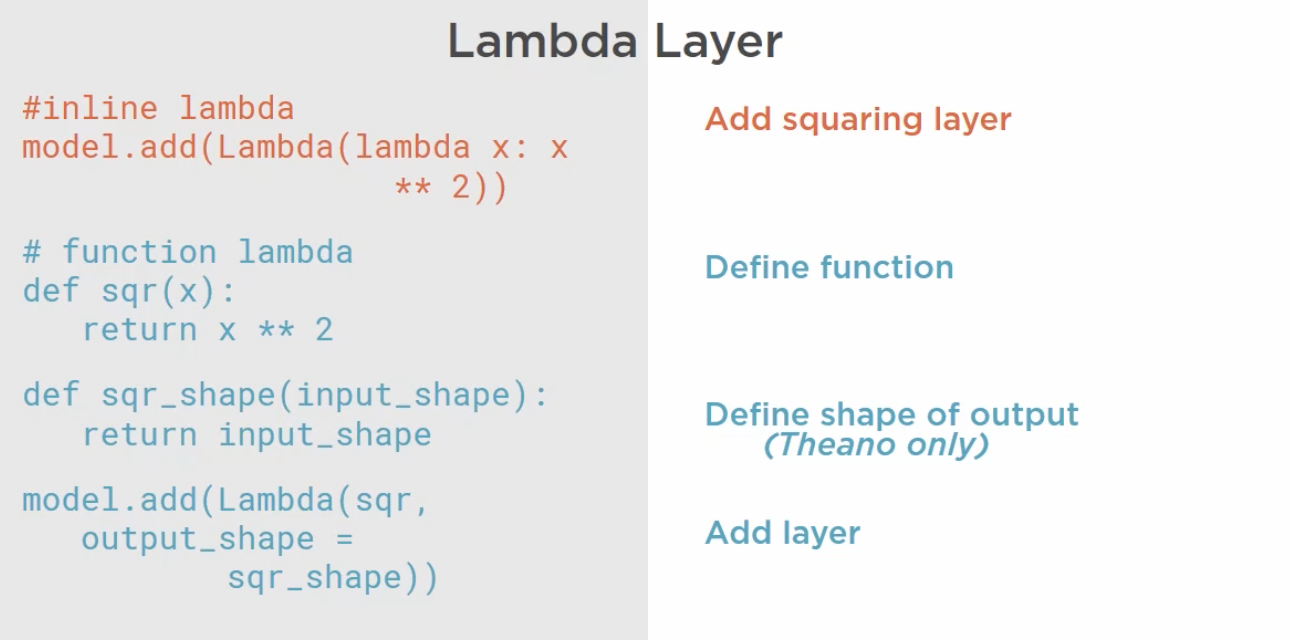 Lambda Layer
#inline lambda
model.add(Lambda(lambda x: x
** 2))
Add squaring layer
# function lambda
def sqr(x):
return x ** 2
Define function
def sqr_shape(input_shape):
return input_shape
Define shape of output
(Theano only)
model.add(Lambda(sqr,
output_shape =
sqr_shape))
Add layer